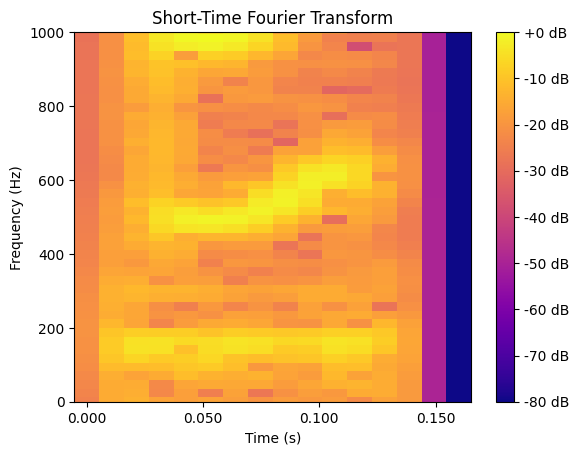 Short-Time Fourier Transform
1000
800
600
400
200
0
Frequency (Hz)
0.000
0.050
0.100
0.150
Time (s)
+0 dB
-10 dB
-20 dB
-30 dB
-40 dB
-50 dB
-60 dB
-70 dB
-80 dB